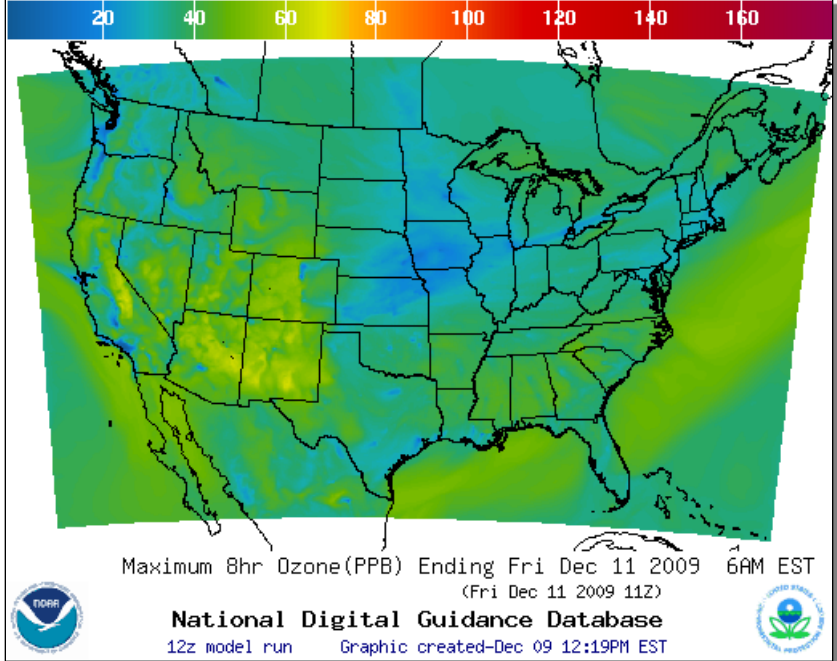 20 40 60 80 100 120 140 160
Maximum 8hr Ozone(PPB) Ending Fri Dec 11 2009 6AM EST
(Fri Dec 11 2009 11Z)
NOAA
National Digital Guidance Database
12z model run Graphic created-Dec 09 12:19PM EST